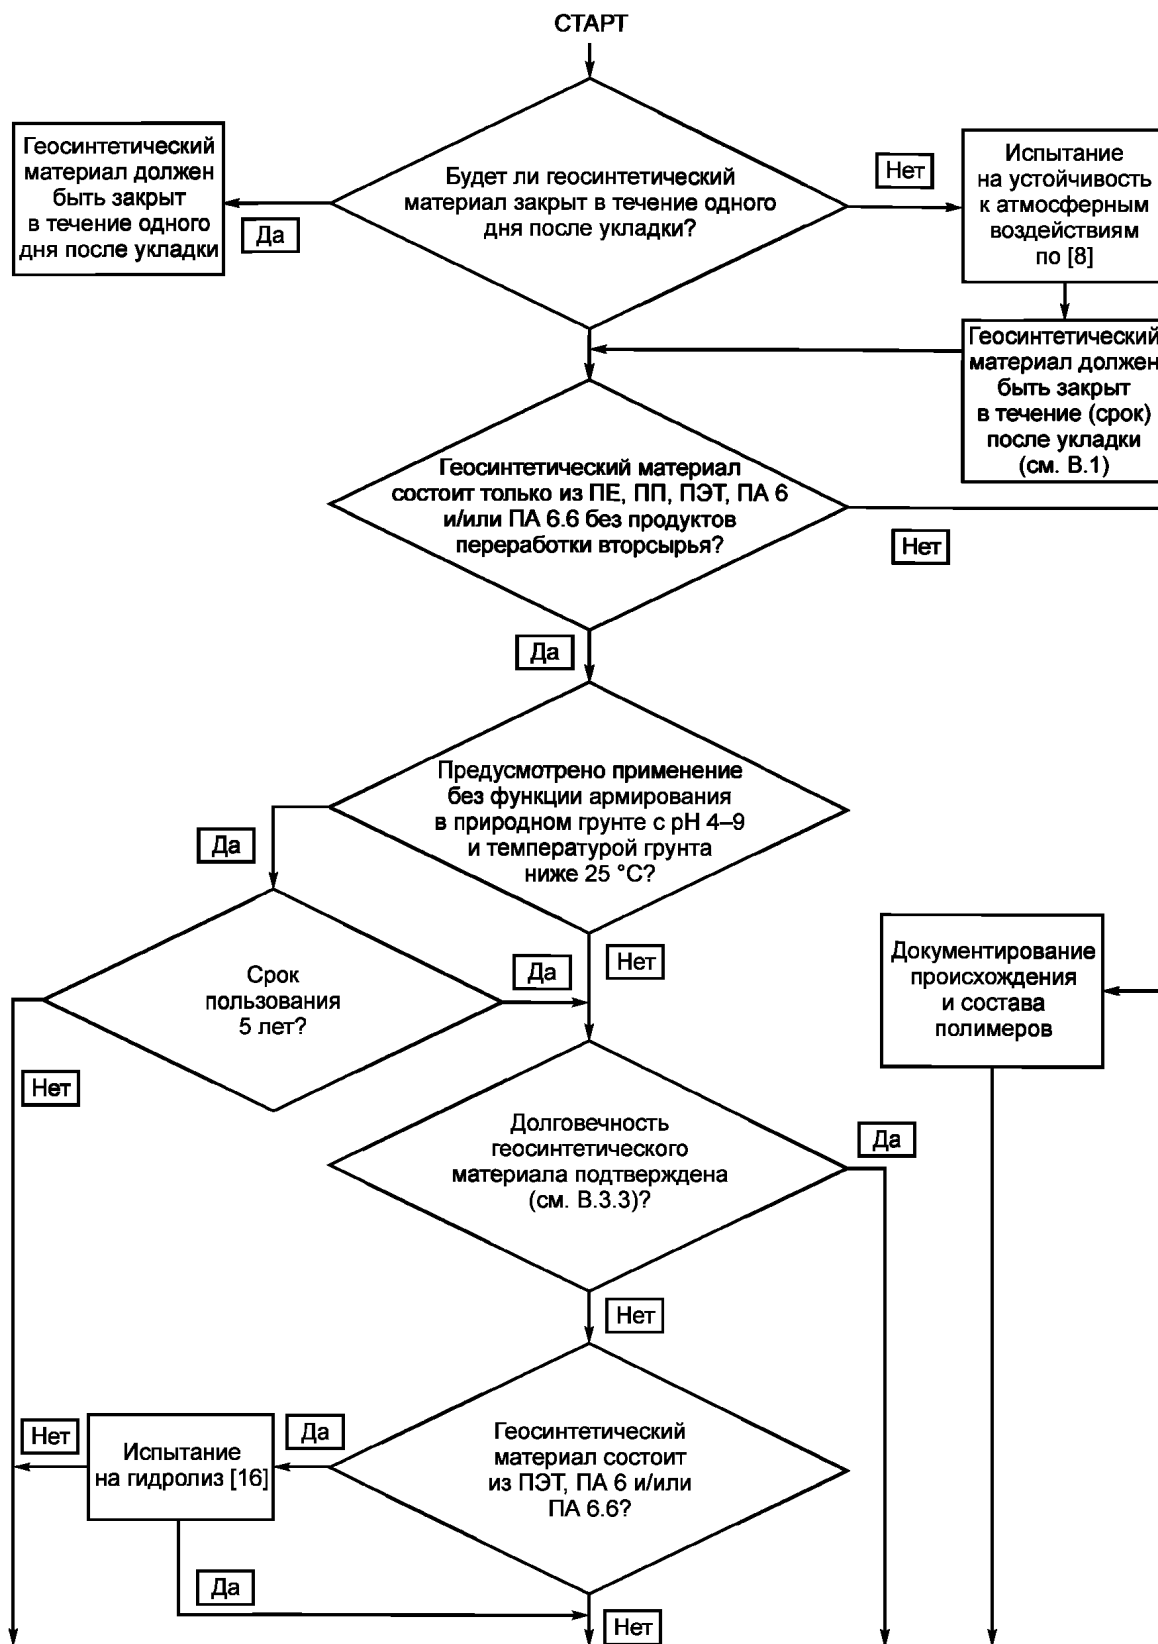 СТАРТ
Геосинтетический
материал должен
быть закрыт
в течение одного
дня после укладки
Да
Будет ли геосинтетический
материал закрыт в течение одного
дня после укладки?
Нет
Испытание
на устойчивость
к атмосферным
воздействиям
по [8]
Геосинтетический
материал должен
быть закрыт
в течение (срок)
после укладки
(см. В.1)
Геосинтетический материал
состоит только из ПЕ, ПП, ПЭТ, ПА 6
и/или ПА 6.6 без продуктов
переработки вторсырья?
Нет
Да
Предусмотрено применение
без функции армирования
в природном грунте с pH 4–9
и температурой грунта
ниже 25 °С?
Да
Нет
Срок
пользования
5 лет?
Да
Нет
Документирование
происхождения
и состава
полимеров
Долговечность
геосинтетического
материала подтверждена
(см. В.3.3)?
Да
Нет
Геосинтетический
материал состоит
из ПЭТ, ПА 6 и/или
ПА 6.6?
Да
Испытание
на гидролиз [16]
Нет
Да
Нет